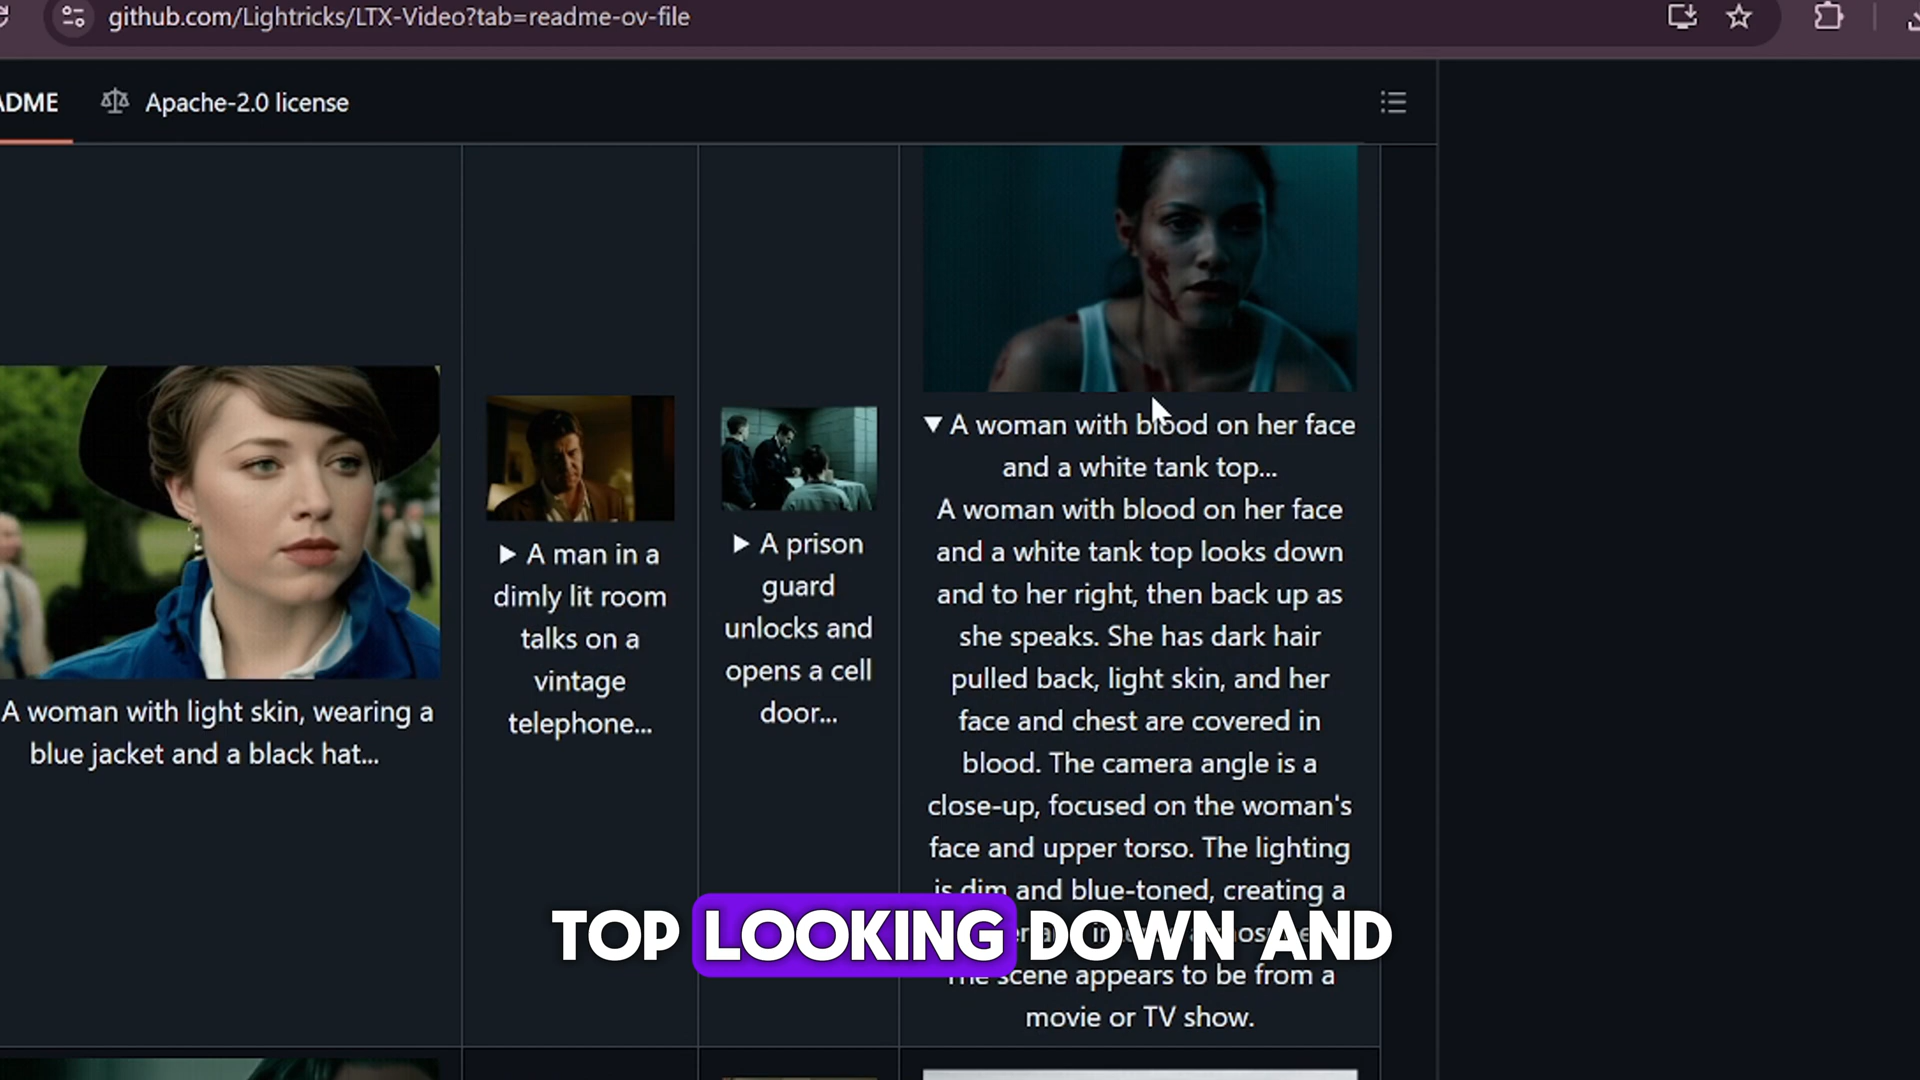 github.com/Lightricks/LTX-Video?tab=readme-ov-file
ADME
Apache-2.0 license
A woman with light skin, wearing a
blue jacket and a black hat...
▶ A man in a
dimly lit room
talks on a
vintage
telephone...
▶ A prison
guard
unlocks and
opens a cell
door...
▼ A woman with blood on her face
and a white tank top...
A woman with blood on her face
and a white tank top looks down
and to her right, then back up as
she speaks. She has dark hair
pulled back, light skin, and her
face and chest are covered in
blood. The camera angle is a
close-up, focused on the woman's
face and upper torso. The lighting
is dim and blue-toned, creating a
scene appears to be from a
movie or TV show.
TOP LOOKING DOWN AND